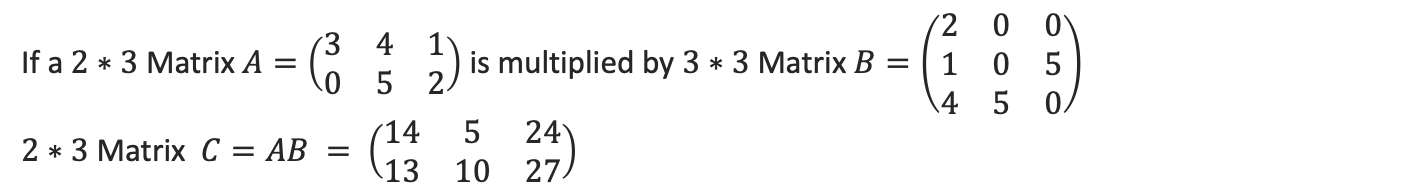 If a 2 ∗ 3 Matrix A = (3 4 1; 0 5 2) is multiplied by 3 ∗ 3 Matrix B = (2 0 0; 1 0 5; 4 5 0)
2 ∗ 3 Matrix C = AB = (14 5 24; 13 10 27)